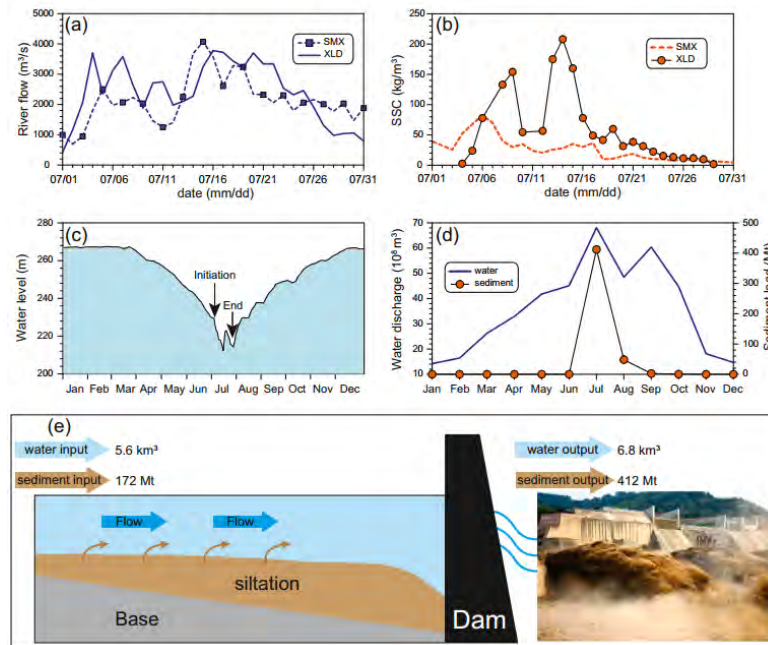 (a)
River flow (m³/s)
5000
4000
3000
2000
1000
0
SMX
XLD
07/01 07/06 07/11 07/16 07/21 07/26 07/31
date (mm/dd)
(b)
SSC (kg/m³)
250
200
150
100
50
0
SMX
XLD
07/01 07/06 07/11 07/16 07/21 07/26 07/31
date (mm/dd)
(c)
Water level (m)
280
260
240
220
200
Initiation
End
Jan Feb Mar Apr May Jun Jul Aug Sep Oct Nov Dec
(d)
Water discharge (10⁸ m³)
70
60
50
40
30
20
10
water
sediment
500
400
300
200
100
0
Sediment load (Mt)
Jan Feb Mar Apr May Jun Jul Aug Sep Oct Nov Dec
(e)
water input 5.6 km³
sediment input 172 Mt
water output 6.8 km³
sediment output 412 Mt
Flow Flow
siltation
Base
Dam